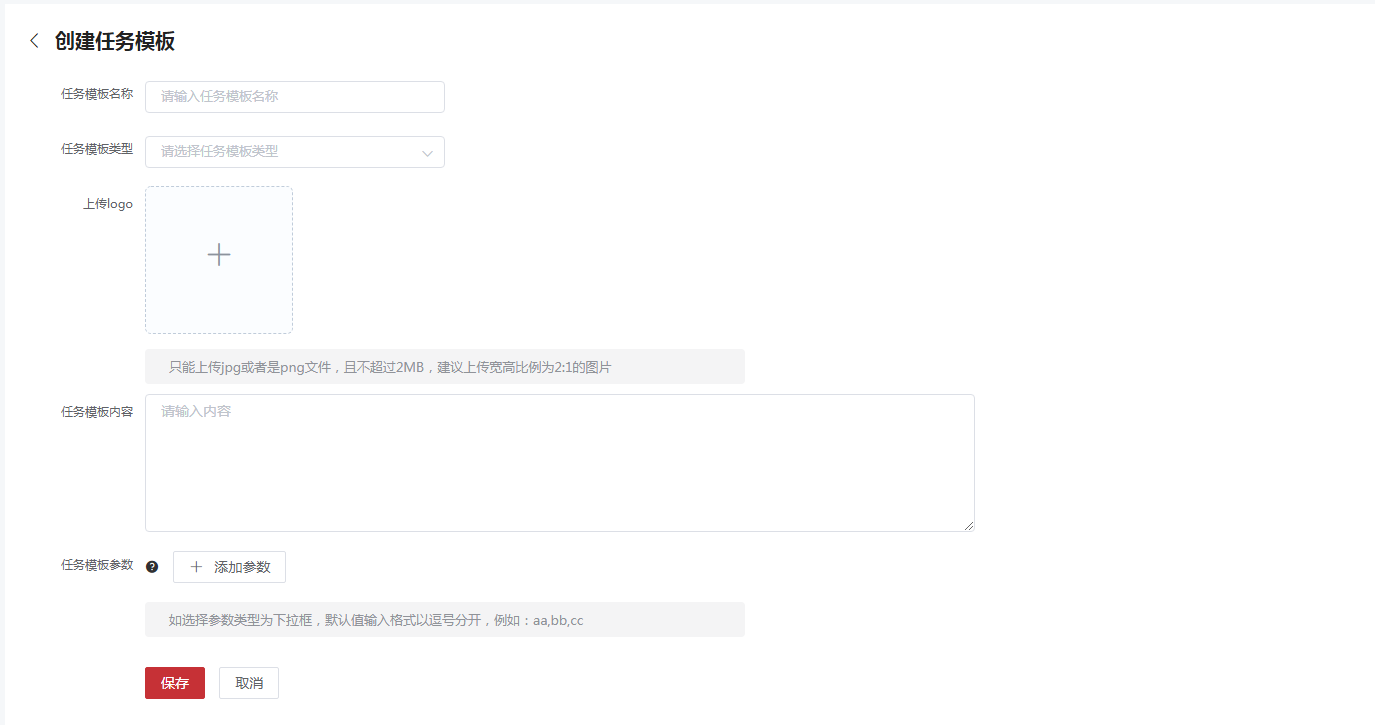 创建任务模板
任务模板名称 请输入任务模板名称
任务模板类型 请选择任务模板类型
上传logo
只能上传jpg或者是png文件，且不超过2MB，建议上传宽高比例为2:1的图片
任务模板内容 请输入内容
任务模板参数 ? 添加参数
如选择参数类型为下拉框，默认值输入格式以逗号分开，例如：aa,bb,cc
保存 取消